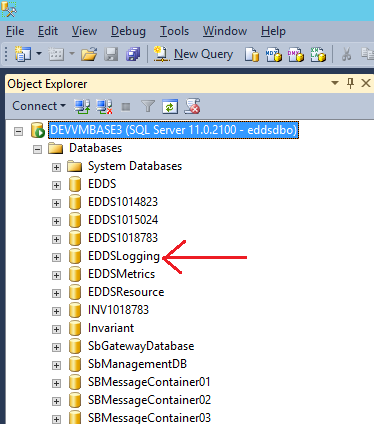 File Edit View Debug Tools Window Help
New Query
Object Explorer
Connect
DEVVMBASE3 (SQL Server 11.0.2100 - eddsdbo)
Databases
System Databases
EDDS
EDDS1014823
EDDS1015024
EDDS1018783
EDDSLogging
EDDSMetrics
EDDSResource
INV1018783
Invariant
SbGatewayDatabase
SbManagementDB
SBMessageContainer01
SBMessageContainer02
SBMessageContainer03